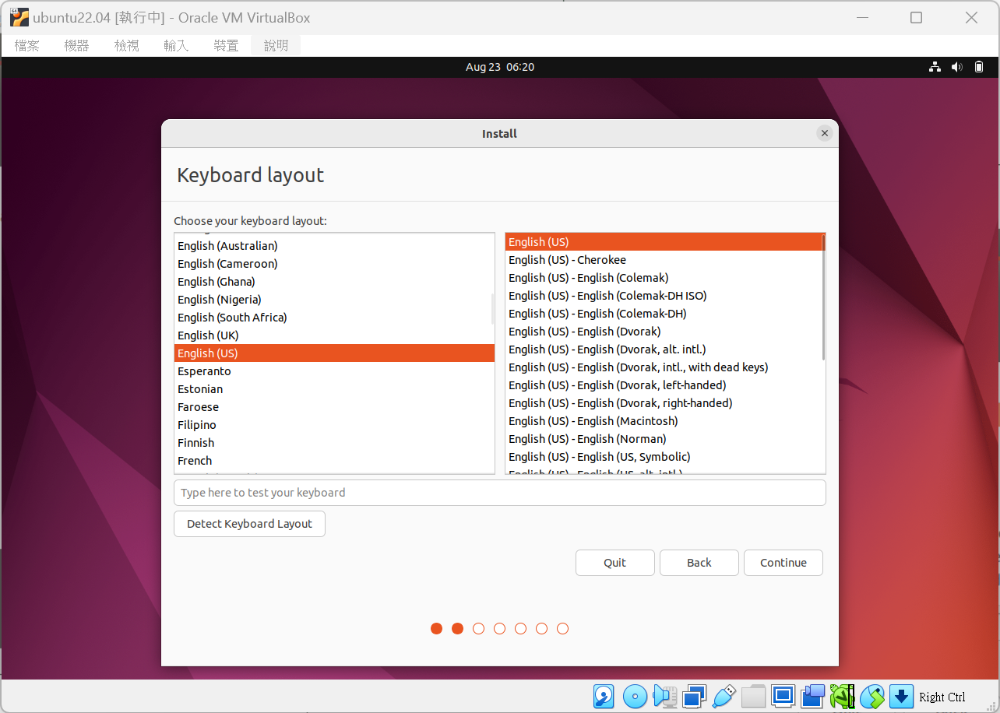 ubuntu22.04 [執行中] - Oracle VM VirtualBox
檔案 機器 檢視 輸入 裝置 說明
Aug 23 06:20
Install
Keyboard layout
Choose your keyboard layout:
English (Australian)
English (Cameroon)
English (Ghana)
English (Nigeria)
English (South Africa)
English (UK)
English (US)
Esperanto
Estonian
Faroese
Filipino
Finnish
French
English (US)
English (US) - Cherokee
English (US) - English (Colemak)
English (US) - English (Colemak-DH ISO)
English (US) - English (Colemak-DH)
English (US) - English (Dvorak)
English (US) - English (Dvorak, alt. intl.)
English (US) - English (Dvorak, intl., with dead keys)
English (US) - English (Dvorak, left-handed)
English (US) - English (Dvorak, right-handed)
English (US) - English (Macintosh)
English (US) - English (Norman)
English (US) - English (US, Symbolic)
English (US) - English (US, alt. intl.)
Type here to test your keyboard
Detect Keyboard Layout
Quit Back Continue
Right Ctrl